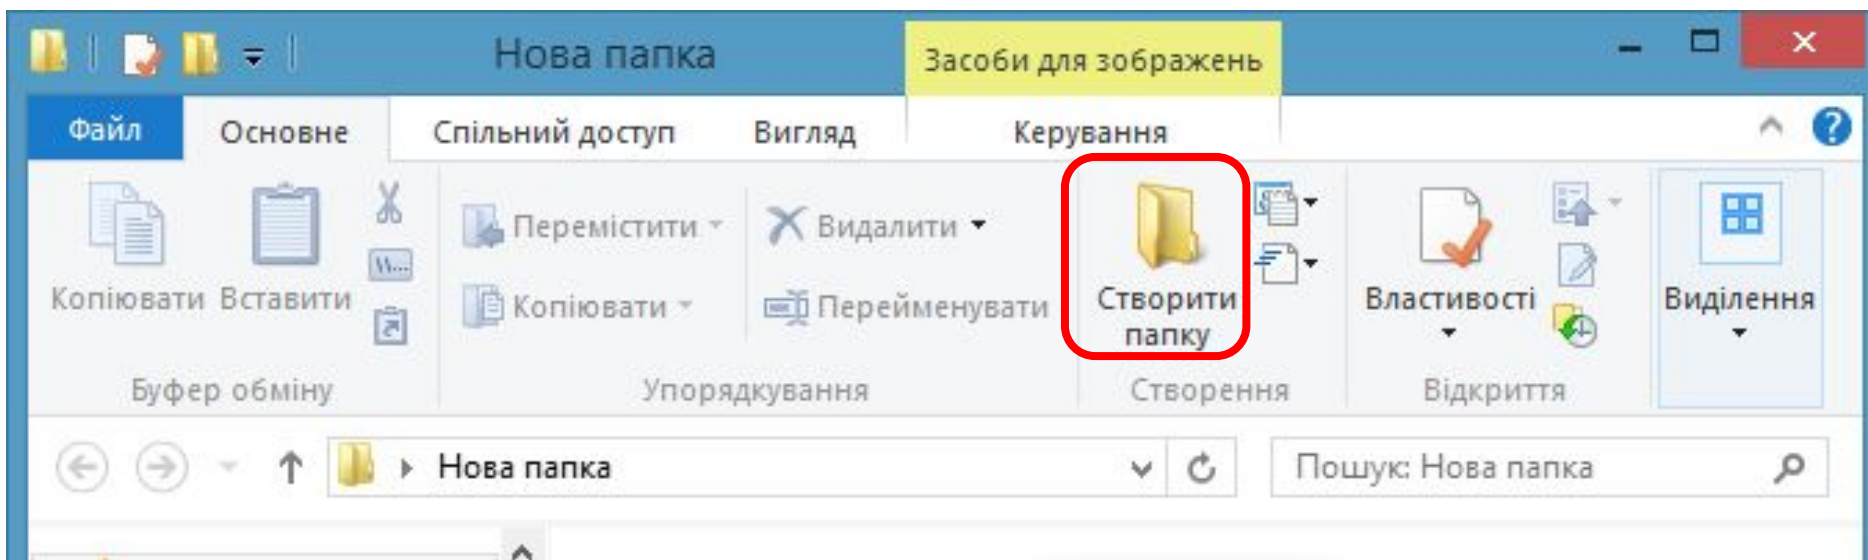 Нова папка
Засоби для зображень
Файл Основне Спільний доступ Вигляд Керування
Перемістити Видалити
Копіювати Вставити Копіювати Перейменувати Створити папку Властивості Виділення
Буфер обміну Упорядкування Створення Відкриття
Нова папка Пошук: Нова папка